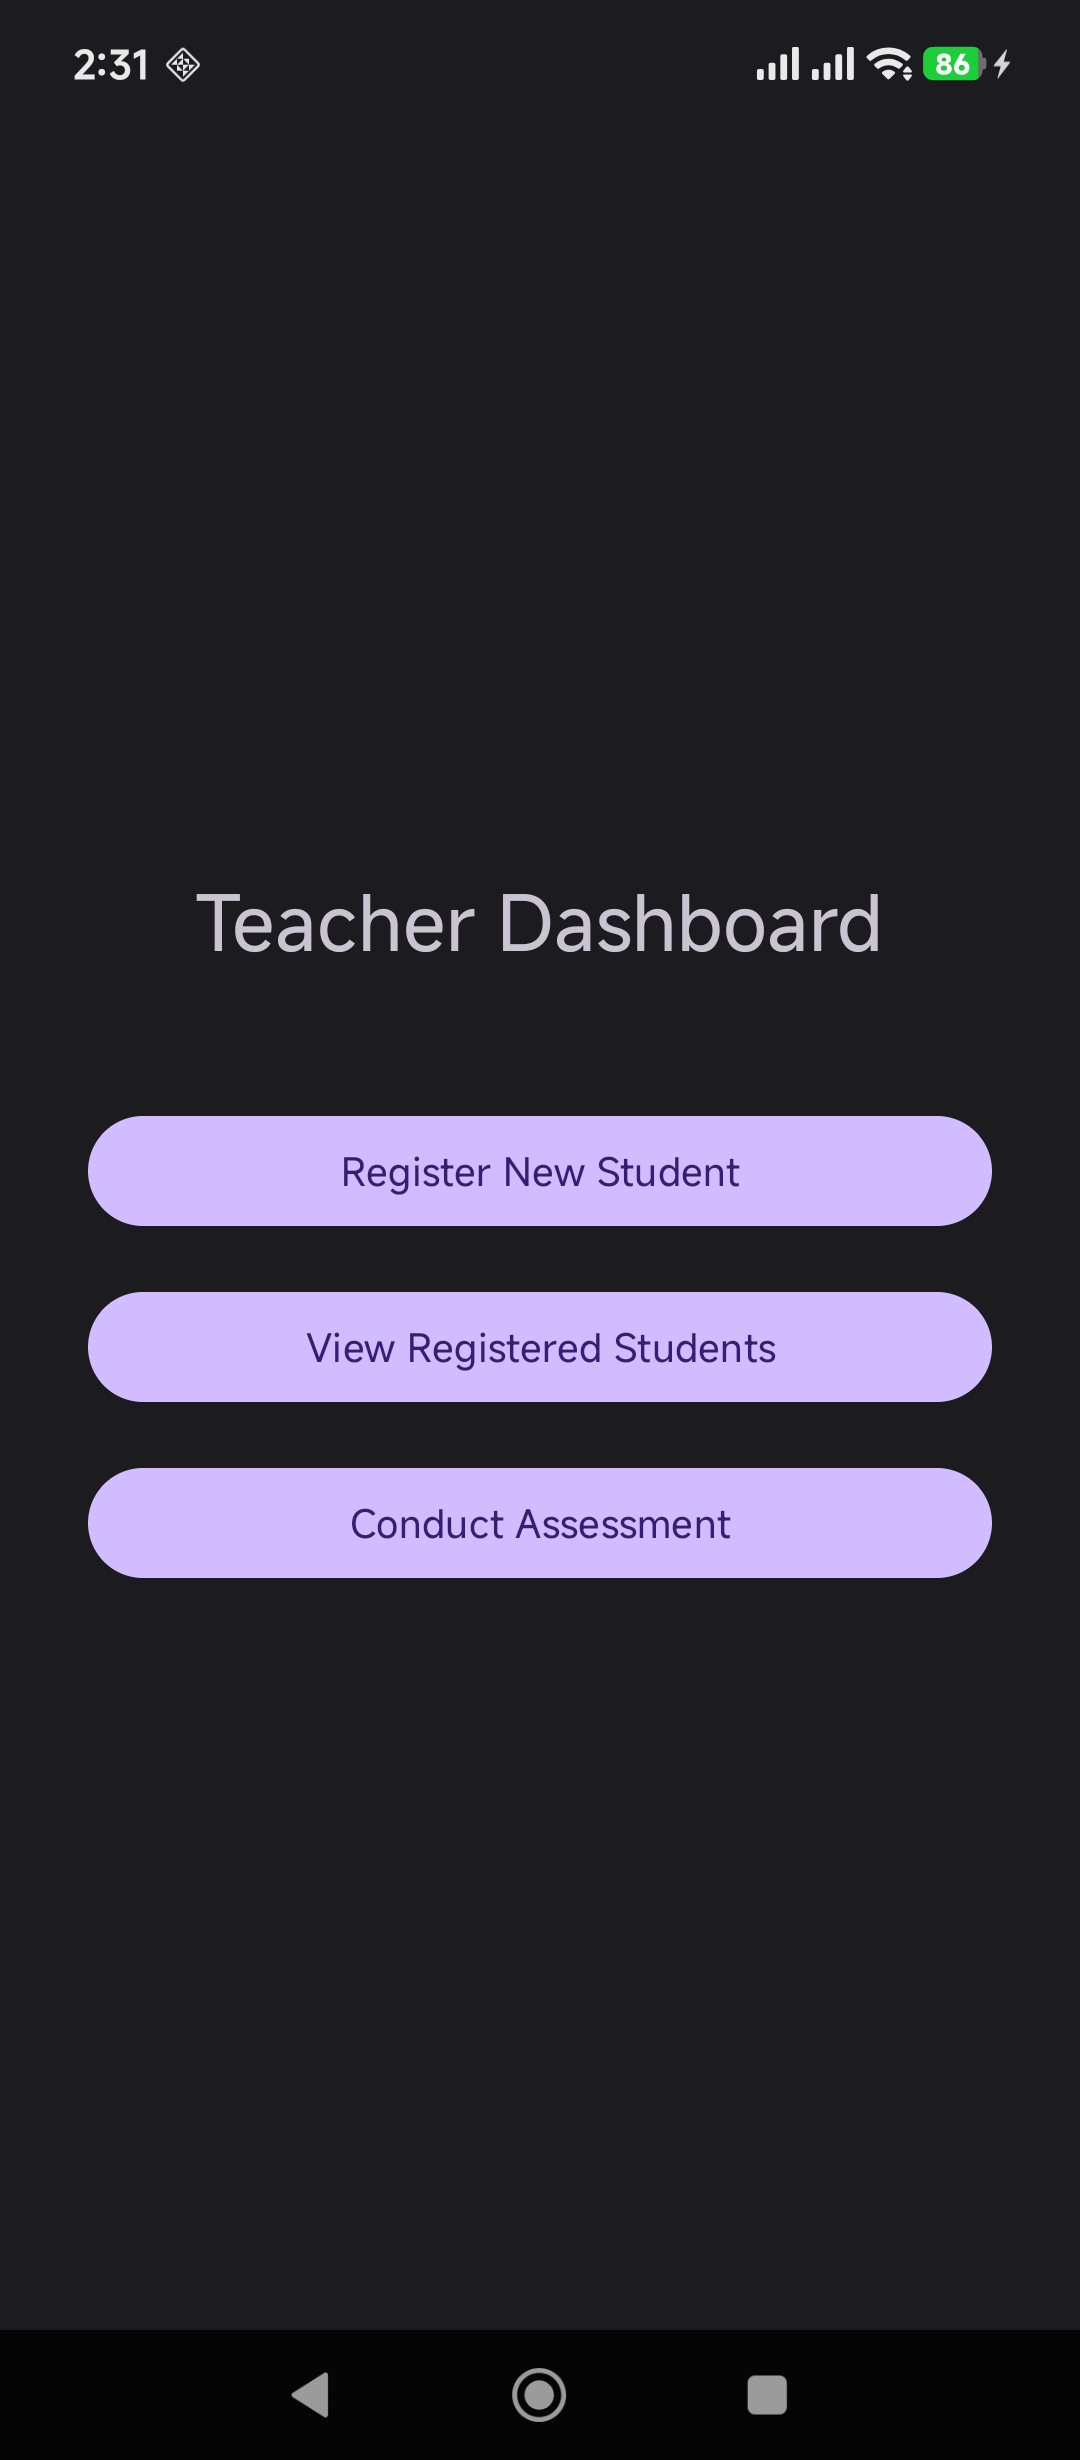 2:31
86
Teacher Dashboard
Register New Student
View Registered Students
Conduct Assessment